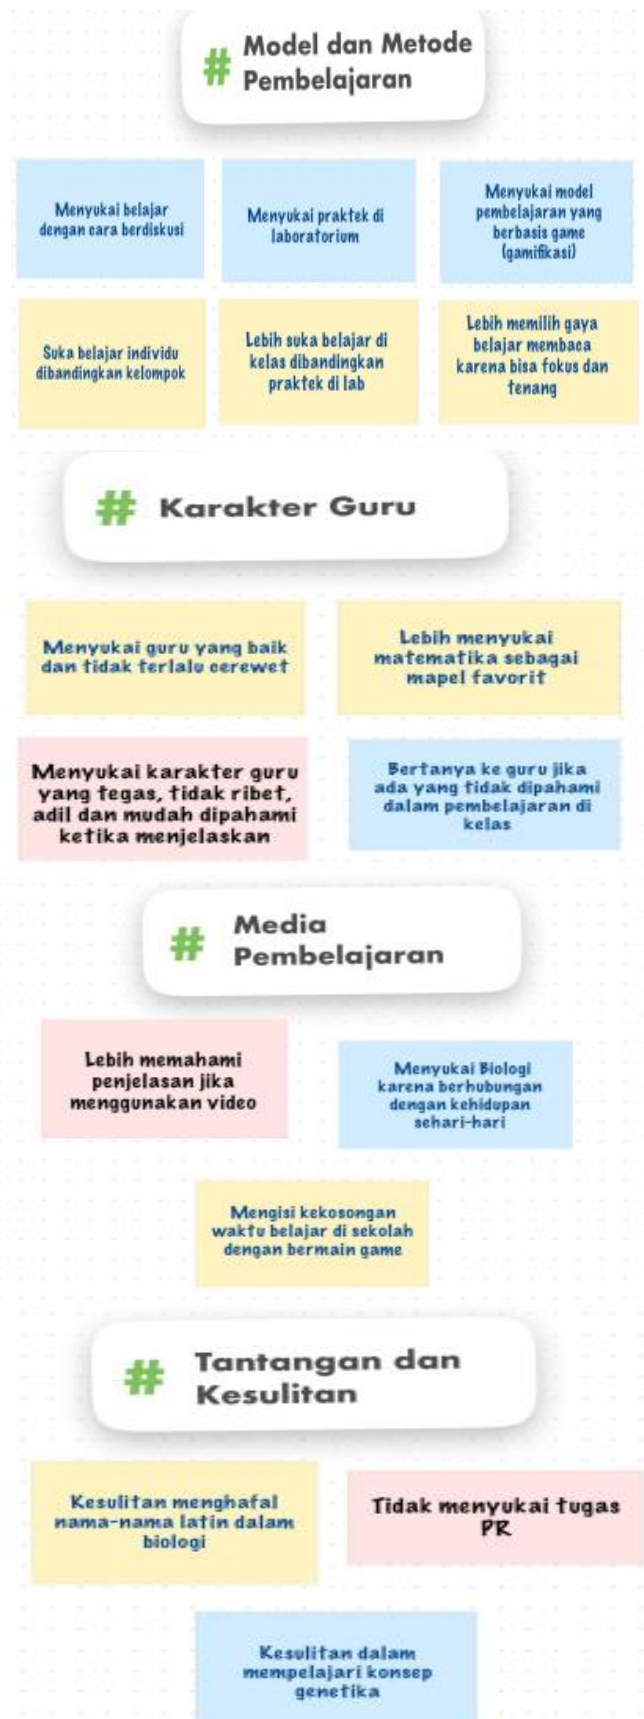 # Model dan Metode
Pembelajaran
Menyukai belajar
dengan cara berdiskusi
Menyukai praktek di
laboratorium
Menyukai model
pembelajaran yang
berbasis game
(gamifikasi)
Suka belajar individu
dibandingkan kelompok
Lebih suka belajar di
kelas dibandingkan
praktek di lab
Lebih memilih gaya
belajar membaca
karena bisa fokus dan
tenang
# Karakter Guru
Menyukai guru yang baik
dan tidak terlalu cerewet
Lebih menyukai
matematika sebagai
mapel favorit
Menyukai karakter guru
yang tegas, tidak ribet,
adil dan mudah dipahami
ketika menjelaskan
Bertanya ke guru jika
ada yang tidak dipahami
dalam pembelajaran di
kelas
# Media
Pembelajaran
Lebih memahami
penjelasan jika
menggunakan video
Menyukai Biologi
karena berhubungan
dengan kehidupan
sehari-hari
Mengisi kekosongan
waktu belajar di sekolah
dengan bermain game
# Tantangan dan
Kesulitan
Kesulitan menghafal
nama-nama latin dalam
biologi
Tidak menyukai tugas
PR
Kesulitan dalam
mempelajari konsep
genetika